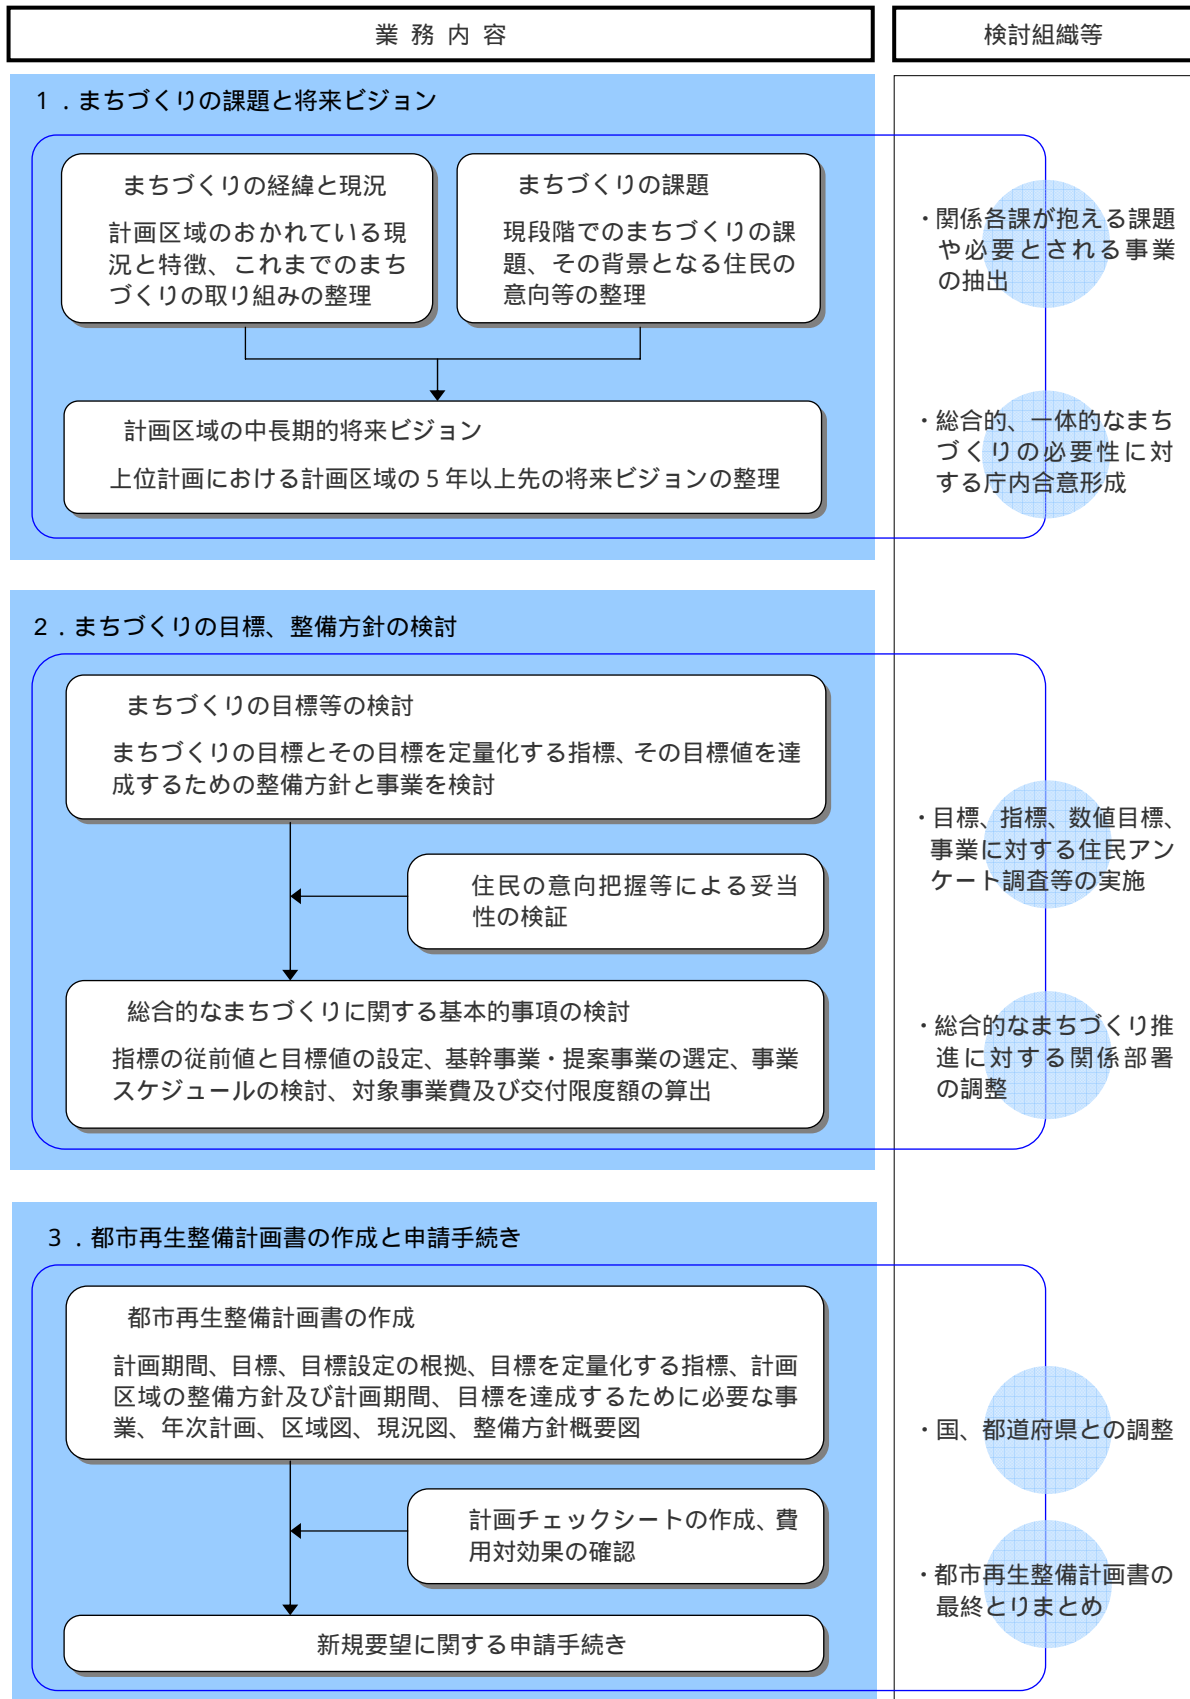 業務内容
検討組織等
1．まちづくりの課題と将来ビジョン
まちづくりの経緯と現況
計画区域のおかれている現
況と特徴、これまでのまち
づくりの取り組みの整理
まちづくりの課題
現段階でのまちづくりの課
題、その背景となる住民の
意向等の整理
計画区域の中長期的将来ビジョン
上位計画における計画区域の5年以上先の将来ビジョンの整理
・関係各課が抱える課題
や必要とされる事業
の抽出
・総合的、一体的なまち
づくりの必要性に対
する庁内合意形成
2．まちづくりの目標、整備方針の検討
まちづくりの目標等の検討
まちづくりの目標とその目標を定量化する指標、その目標値を達
成するための整備方針と事業を検討
住民の意向把握等による妥当
性の検証
総合的なまちづくりに関する基本的事項の検討
指標の従前値と目標値の設定、基幹事業・提案事業の選定、事業
スケジュールの検討、対象事業費及び交付限度額の算出
・目標、指標、数値目標、
事業に対する住民アン
ケート調査等の実施
・総合的なまちづくり推
進に対する関係部署
の調整
3．都市再生整備計画書の作成と申請手続き
都市再生整備計画書の作成
計画期間、目標、目標設定の根拠、目標を定量化する指標、計画
区域の整備方針及び計画期間、目標を達成するために必要な事
業、年次計画、区域図、現況図、整備方針概要図
計画チェックシートの作成、費
用対効果の確認
新規要望に関する申請手続き
・国、都道府県との調整
・都市再生整備計画書の
最終とりまとめ